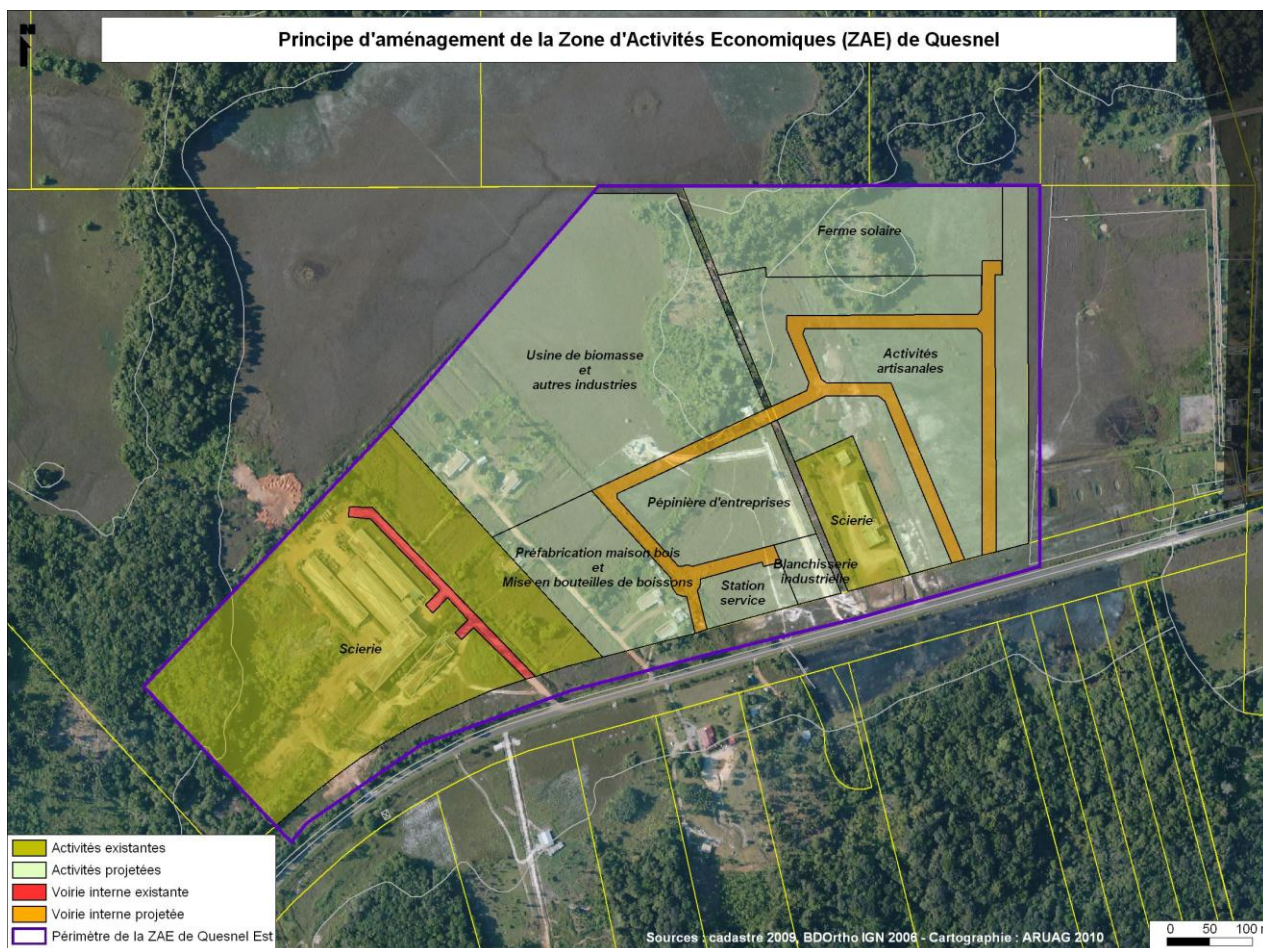 Principe d'aménagement de la Zone d'Activités Economiques (ZAE) de Quesnel
Ferme solaire
Usine de biomasse
et
autres industries
Activités
artisanales
Pépinière d'entreprises
Scierie
Préfabrication maison bois
et
Mise en bouteilles de boissons
Blanchisserie
industrielle
Station
service
Scierie
Activités existantes
Activités projetées
Voirie interne existante
Voirie interne projetée
Périmètre de la ZAE de Quesnel Est
Sources : cadastre 2009, BDOrtho IGN 2006 - Cartographie : ARUAG 2010
0 50 100 m